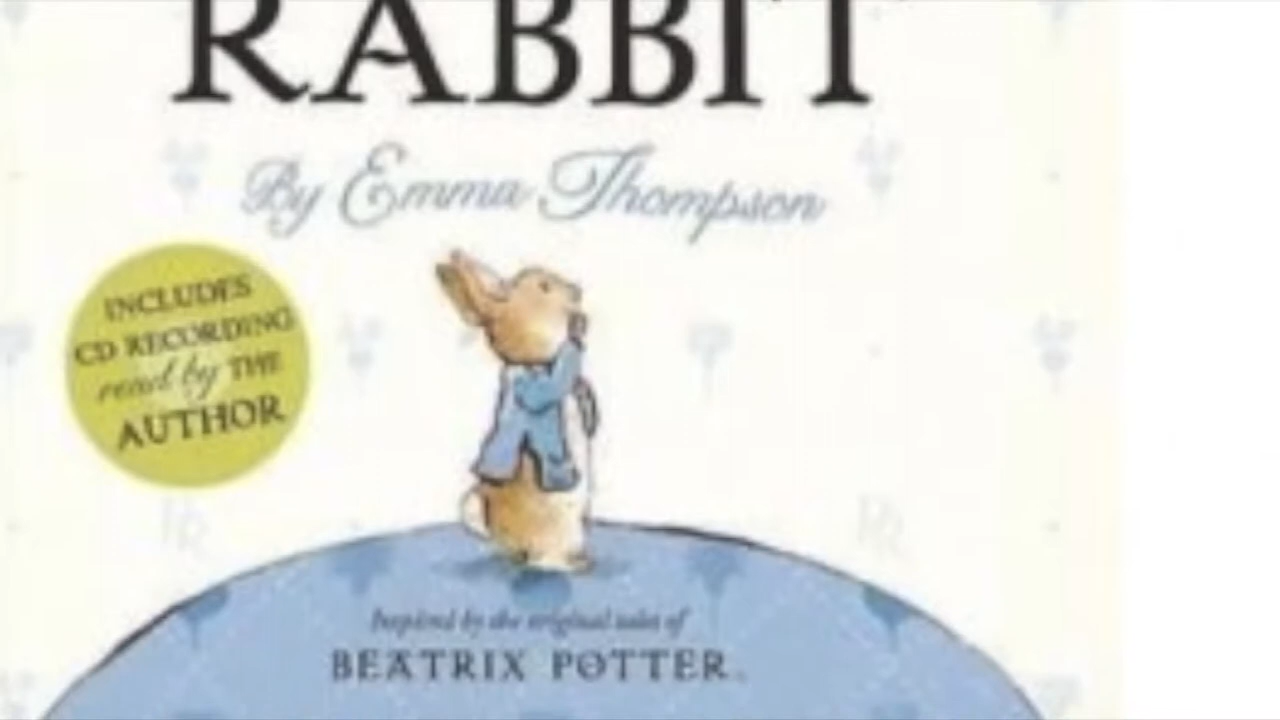 RABBIT
By Emma Thompson
INCLUDES
CD RECORDING
read by THE
AUTHOR
Inspired by the original tales of
BEATRIX POTTER